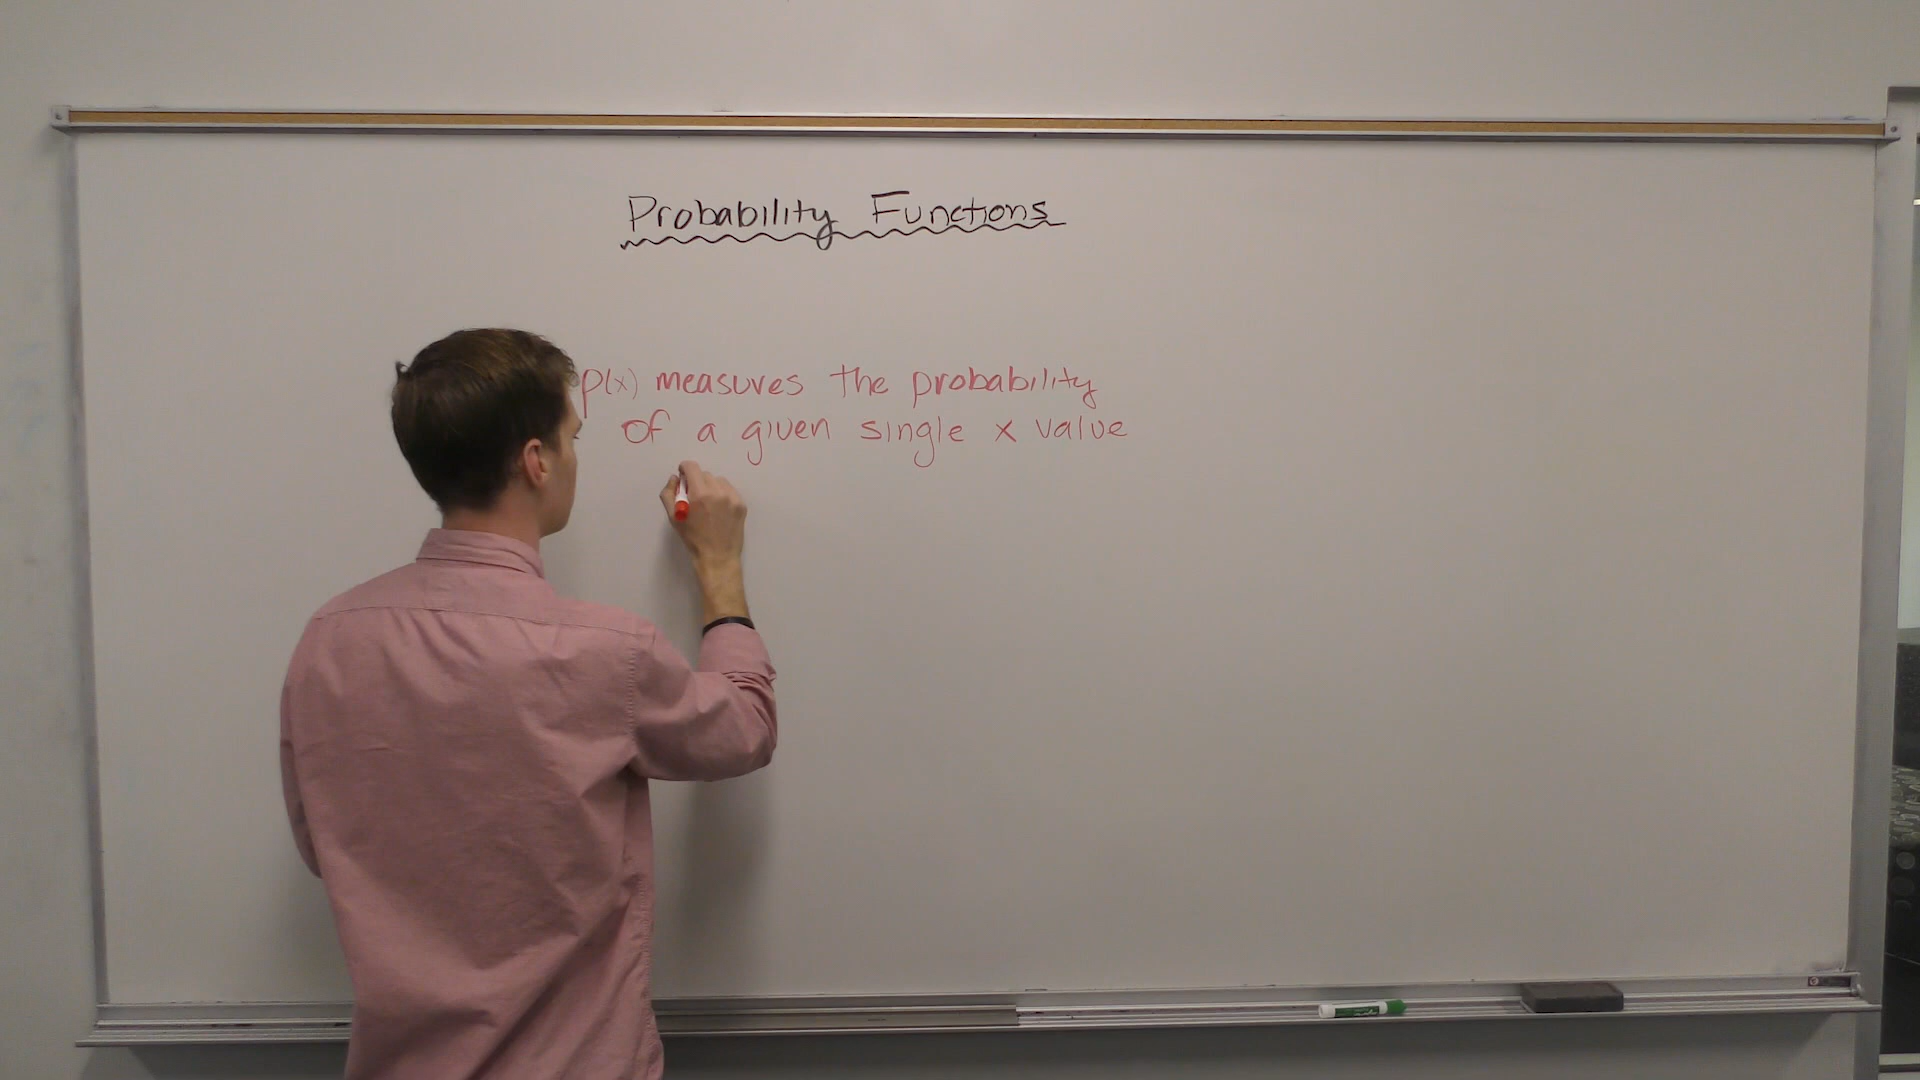 Probability Functions
p(x) measures the probability
of a given single x value